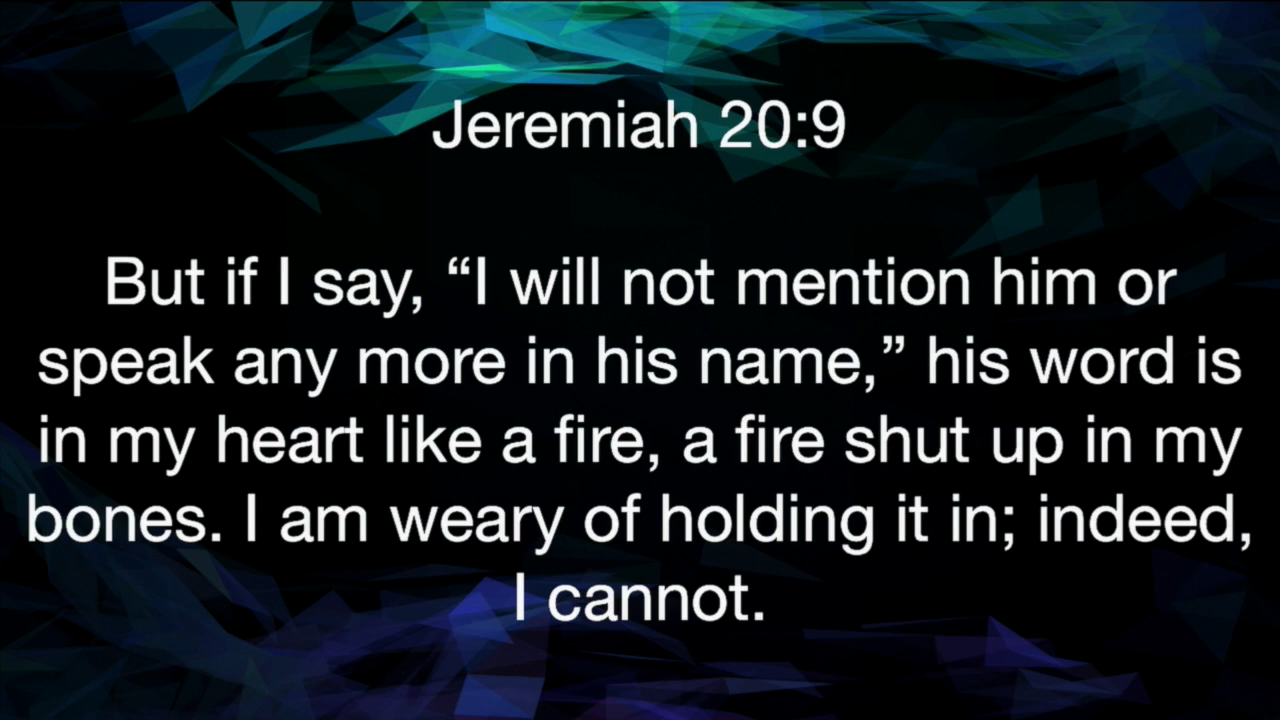 Jeremiah 20:9
But if I say, “I will not mention him or
speak any more in his name,” his word is
in my heart like a fire, a fire shut up in my
bones. I am weary of holding it in; indeed,
I cannot.